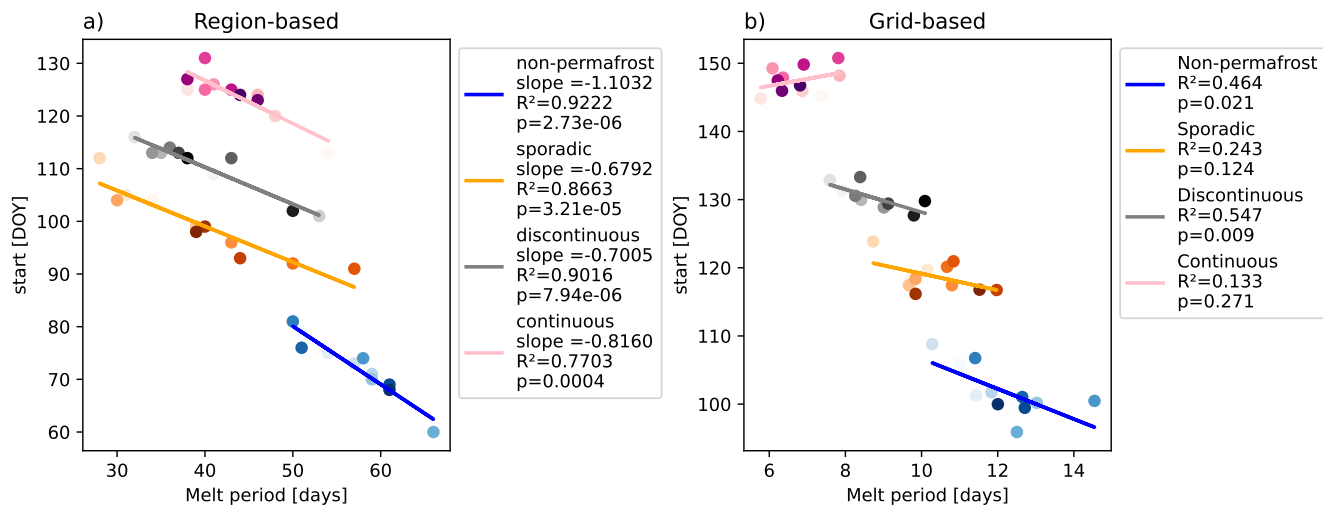 a)
Region-based
130
120
110
100
90
80
70
60
30
40
50
60
start [DOY]
Melt period [days]
non-permafrost
slope =-1.1032
R²=0.9222
p=2.73e-06
sporadic
slope =-0.6792
R²=0.8663
p=3.21e-05
discontinuous
slope =-0.7005
R²=0.9016
p=7.94e-06
continuous
slope =-0.8160
R²=0.7703
p=0.0004
b)
Grid-based
150
140
130
120
110
100
6
8
10
12
14
start [DOY]
Melt period [days]
Non-permafrost
R²=0.464
p=0.021
Sporadic
R²=0.243
p=0.124
Discontinuous
R²=0.547
p=0.009
Continuous
R²=0.133
p=0.271